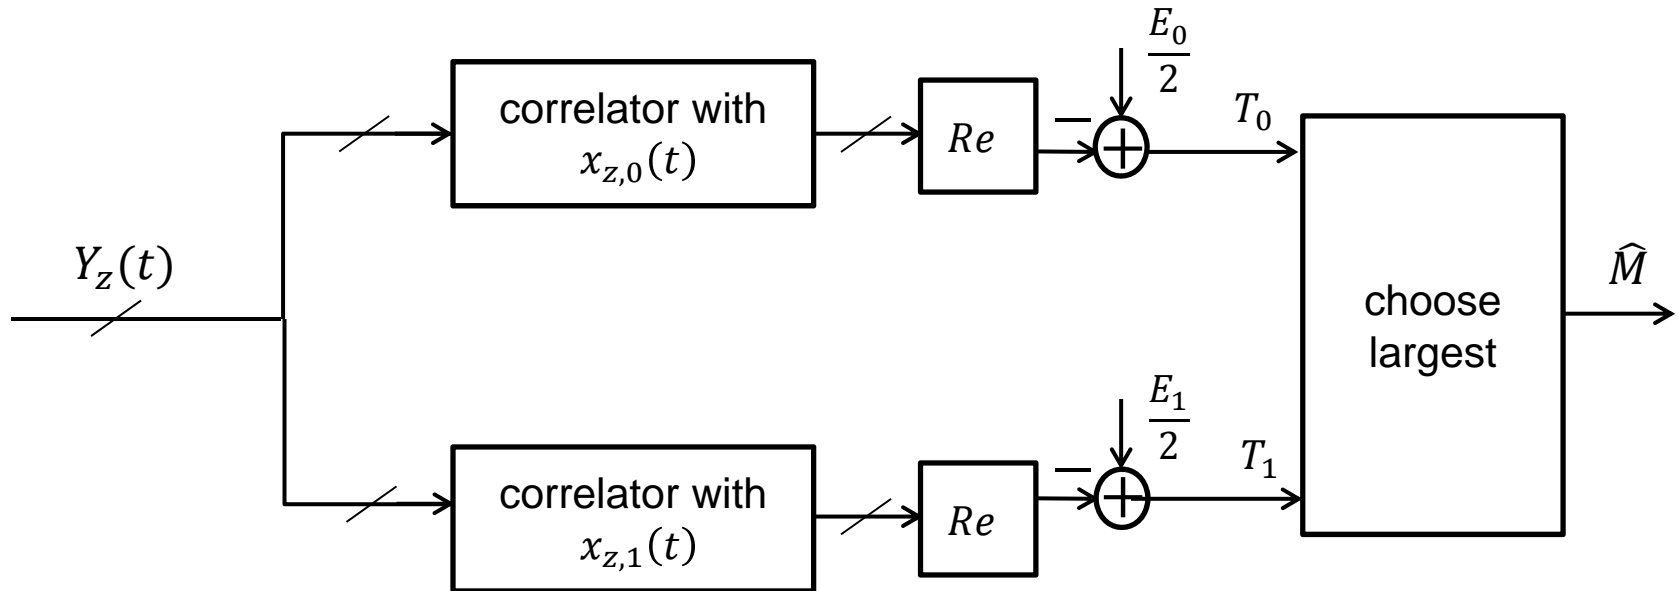 correlator with
x_{z,0}(t)
Re
−
E_0/2
+
T_0
Y_z(t)
choose
largest
M̂
correlator with
x_{z,1}(t)
Re
−
E_1/2
+
T_1